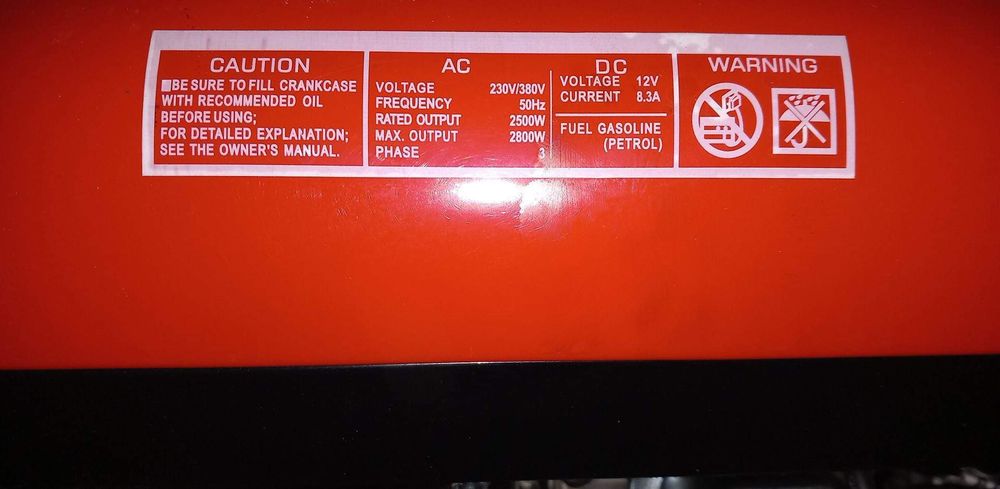 CAUTION
BE SURE TO FILL CRANKCASE
WITH RECOMMENDED OIL
BEFORE USING;
FOR DETAILED EXPLANATION;
SEE THE OWNER'S MANUAL.
AC
VOLTAGE 230V/380V
FREQUENCY 50Hz
RATED OUTPUT 2500W
MAX. OUTPUT 2800W
PHASE 3
DC
VOLTAGE 12V
CURRENT 8.3A
FUEL GASOLINE
(PETROL)
WARNING